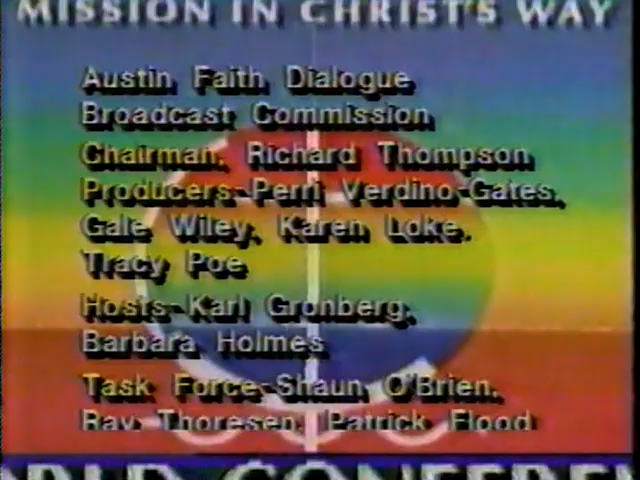 MISSION IN CHRIST'S WAY
Austin Faith Dialogue
Broadcast Commission
Chairman, Richard Thompson
Producers-Perri Verdino-Gates,
Gale Wiley, Karen Loke,
Tracy Poe
Hosts-Karl Gronberg,
Barbara Holmes
Task Force-Shaun O'Brien,
Ray Thoresen, Patrick Flood